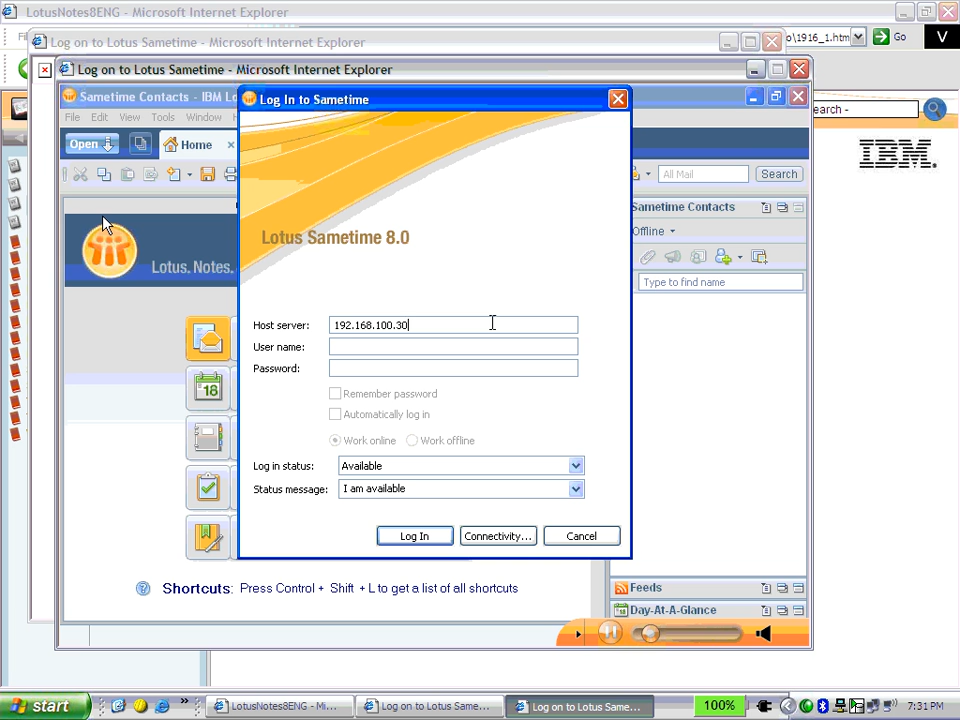 LotusNotes8ENG - Microsoft Internet Explorer
Log on to Lotus Sametime - Microsoft Internet Explorer
o\1916_1.htm
Go
V
Log on to Lotus Sametime - Microsoft Internet Explorer
Sametime Contacts - IBM Lo
Log In to Sametime
File Edit View Tools Window
earch -
Open
Home
IBM.
All Mail
Search
Sametime Contacts
Offline
Lotus Sametime 8.0
Lotus. Notes.
Type to find name
Host server: 192.168.100.30
User name:
18
Password:
Remember password
Automatically log in
Work online Work offline
Log in status: Available
Status message: I am available
Log In Connectivity... Cancel
Shortcuts: Press Control + Shift + L to get a list of all shortcuts
Feeds
Day-At-A-Glance
start
LotusNotes8ENG - Mi...
Log on to Lotus Same...
Log on to Lotus Same...
100%
7:31 PM